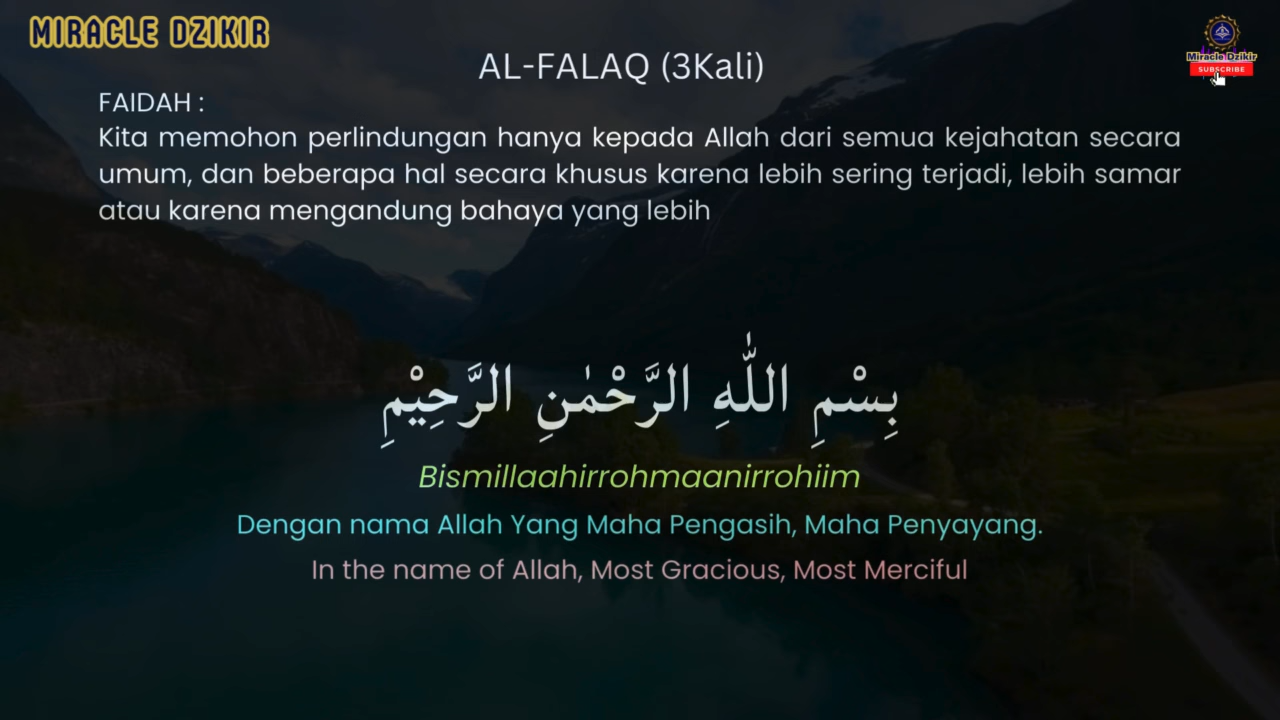 MIRACLE DZIKIR
Miracle Dzikir
SUBSCRIBE
AL-FALAQ (3Kali)
FAIDAH :
Kita memohon perlindungan hanya kepada Allah dari semua kejahatan secara
umum, dan beberapa hal secara khusus karena lebih sering terjadi, lebih samar
atau karena mengandung bahaya yang lebih
بِسْمِ اللّٰهِ الرَّحْمٰنِ الرَّحِيْمِ
Bismillaahirrohmaanirrohiim
Dengan nama Allah Yang Maha Pengasih, Maha Penyayang.
In the name of Allah, Most Gracious, Most Merciful